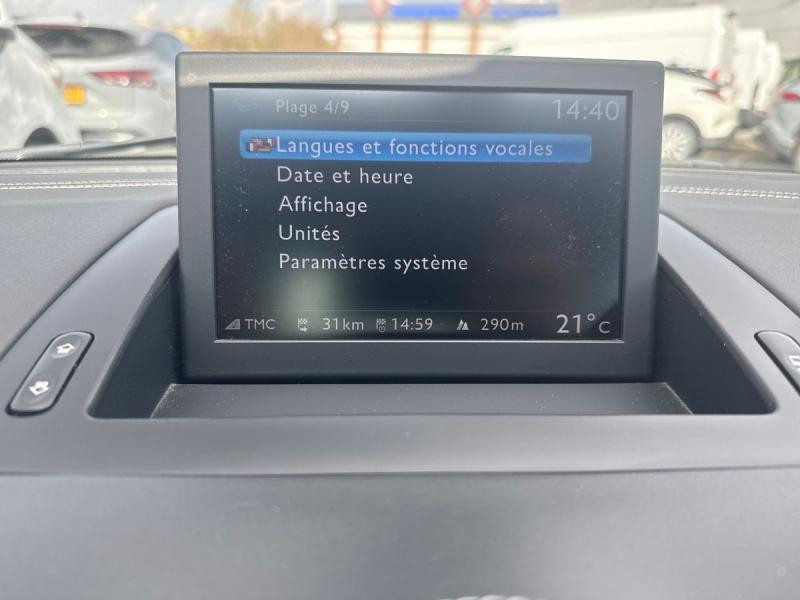 Plage 4/9 14:40
Langues et fonctions vocales
Date et heure
Affichage
Unités
Paramètres système
TMC 31km 14:59 290m 21°C